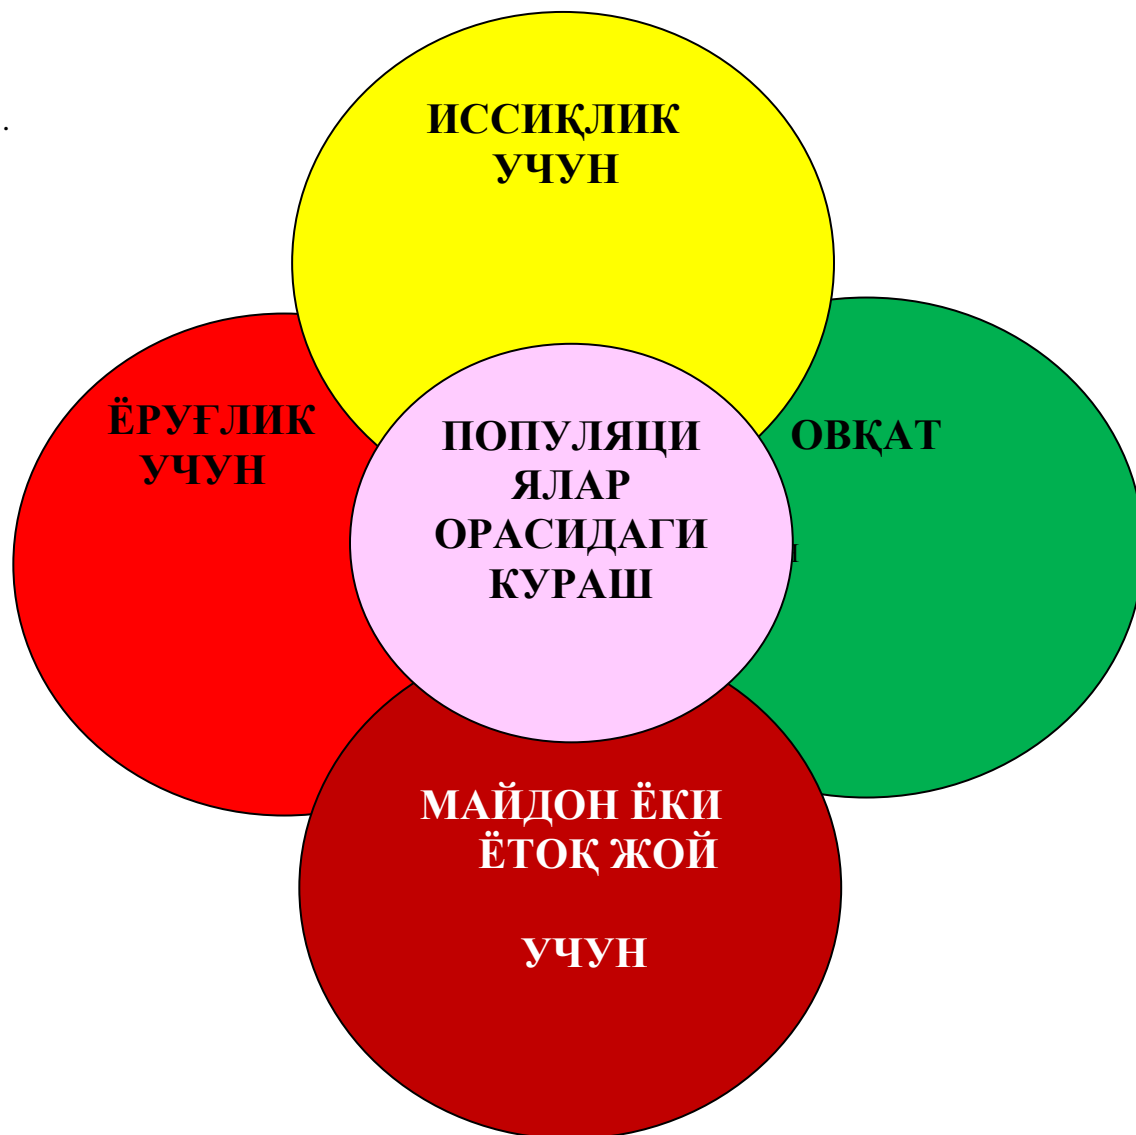 ИССИҚЛИК
УЧУН
ЁРУҒЛИК
УЧУН
ПОПУЛЯЦИ
ЯЛАР
ОРАСИДАГИ
КУРАШ
ОВҚАТ
МАЙДОН ЁКИ
ЁТОҚ ЖОЙ
УЧУН